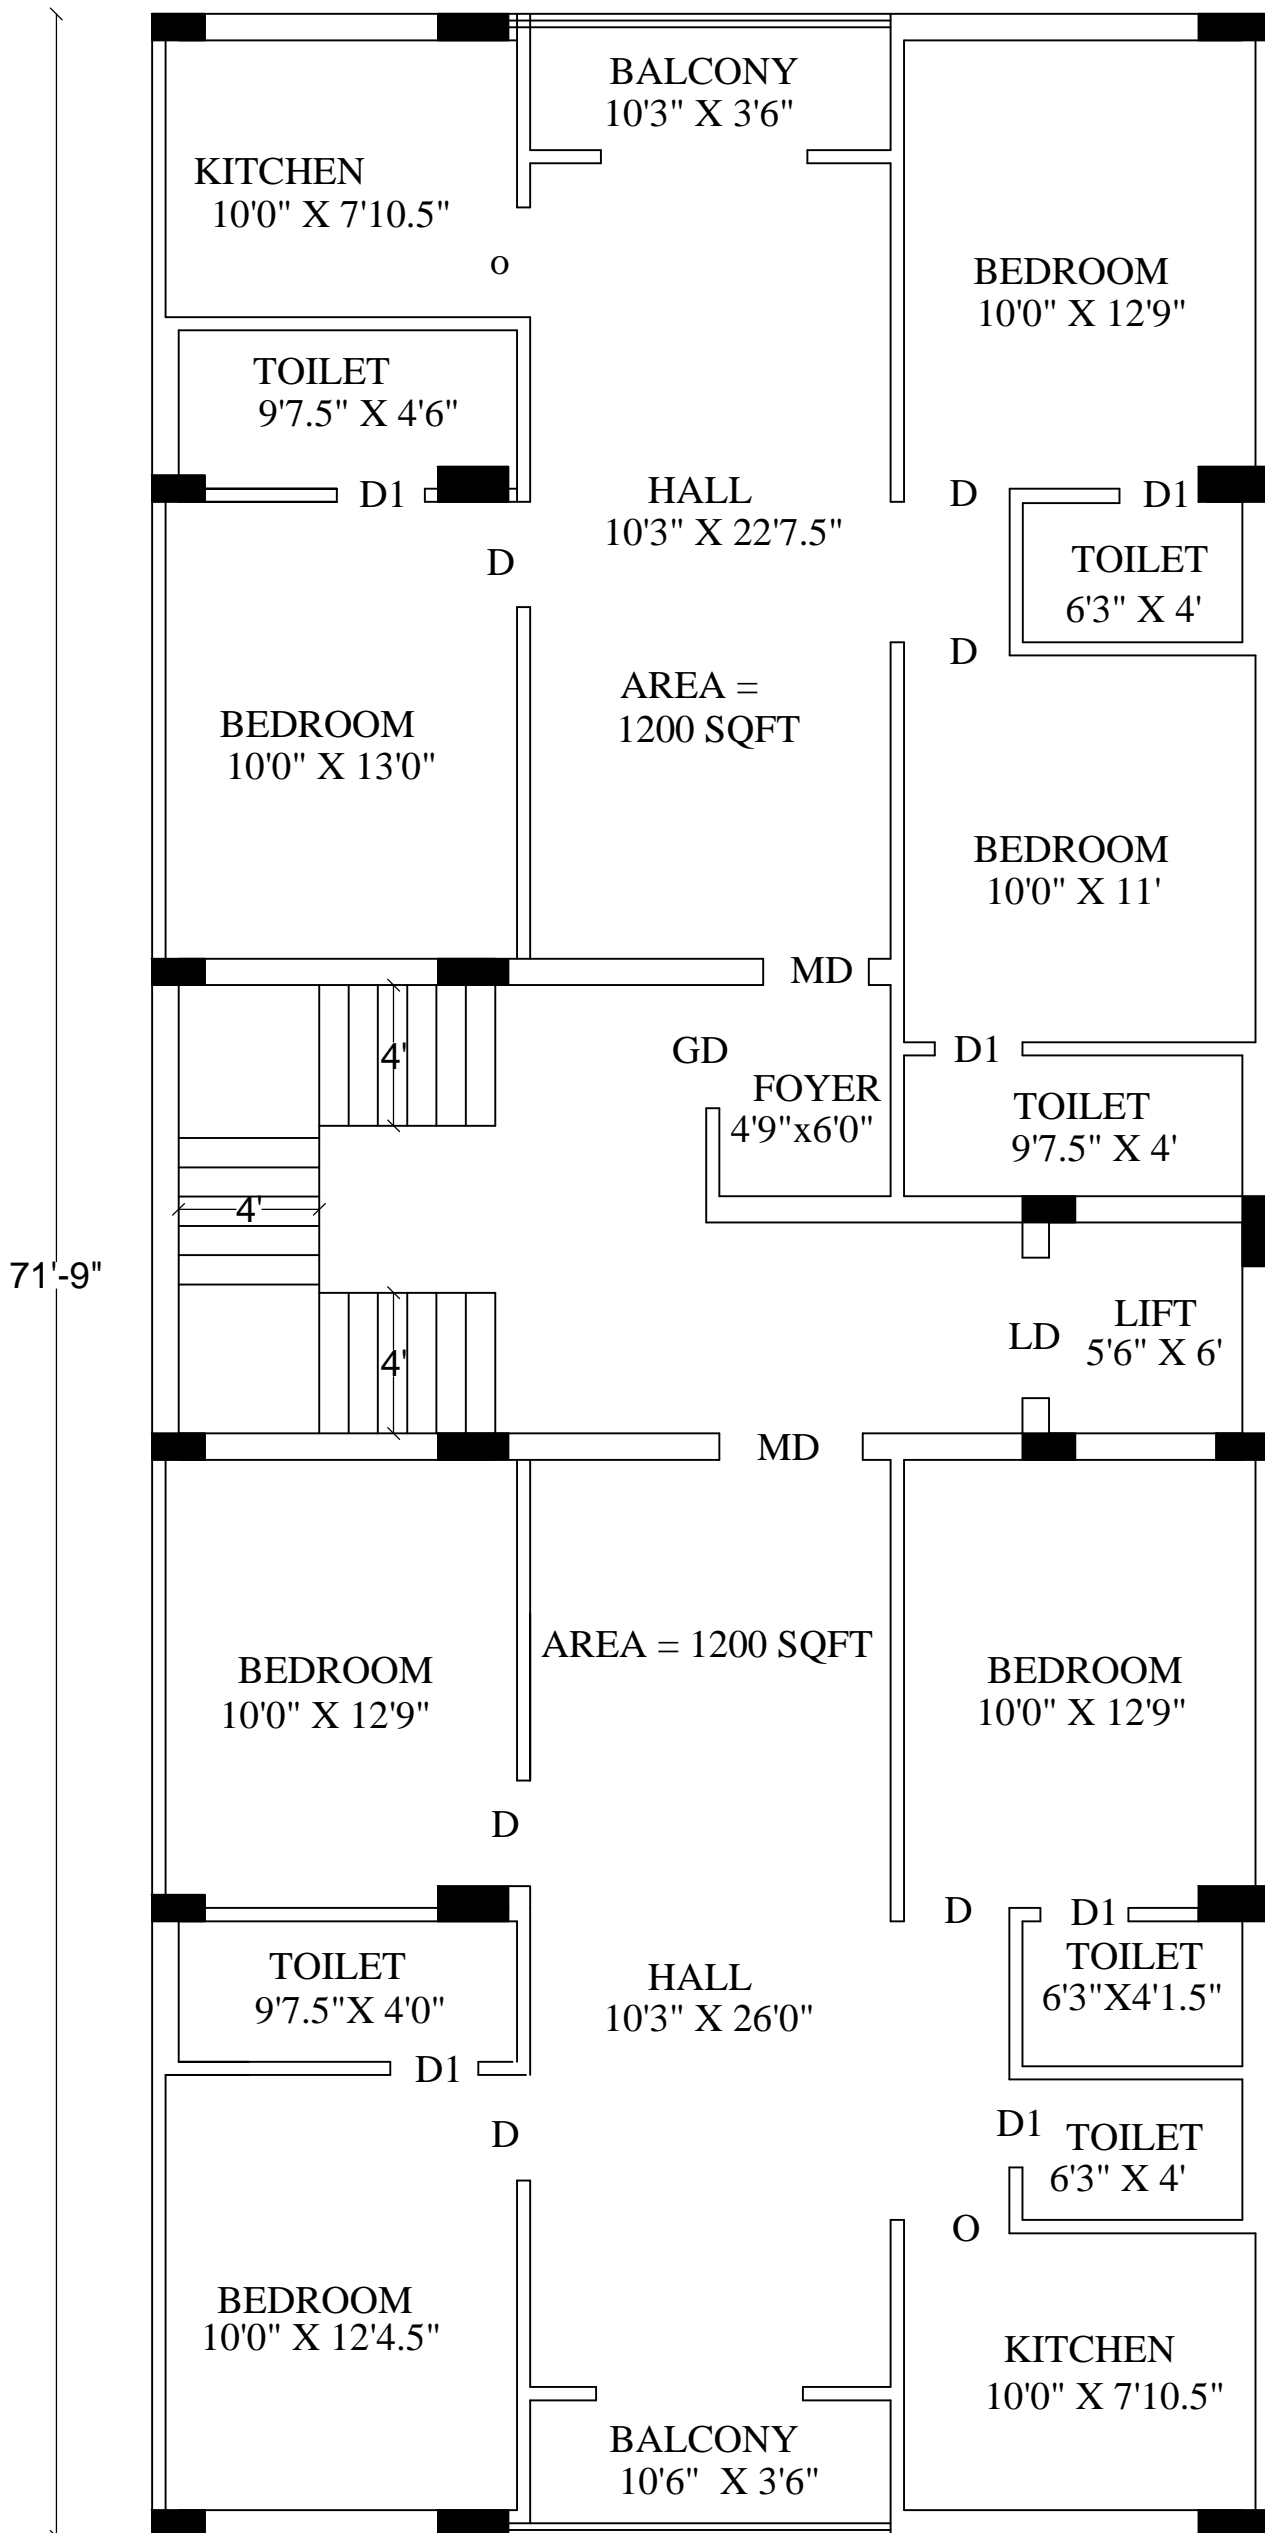 BALCONY
10'3" X 3'6"
KITCHEN
10'0" X 7'10.5"
o
BEDROOM
10'0" X 12'9"
TOILET
9'7.5" X 4'6"
D1
HALL
10'3" X 22'7.5"
D
D1
D
TOILET
6'3" X 4'
D
AREA =
1200 SQFT
BEDROOM
10'0" X 13'0"
BEDROOM
10'0" X 11'
MD
4'
GD
D1
FOYER
4'9"x6'0"
TOILET
9'7.5" X 4'
4'
71'-9"
LIFT
5'6" X 6'
LD
4'
MD
AREA = 1200 SQFT
BEDROOM
10'0" X 12'9"
BEDROOM
10'0" X 12'9"
D
D
D1
TOILET
9'7.5"X 4'0"
HALL
10'3" X 26'0"
TOILET
6'3"X4'1.5"
D1
D
D1
TOILET
6'3" X 4'
O
BEDROOM
10'0" X 12'4.5"
KITCHEN
10'0" X 7'10.5"
BALCONY
10'6" X 3'6"